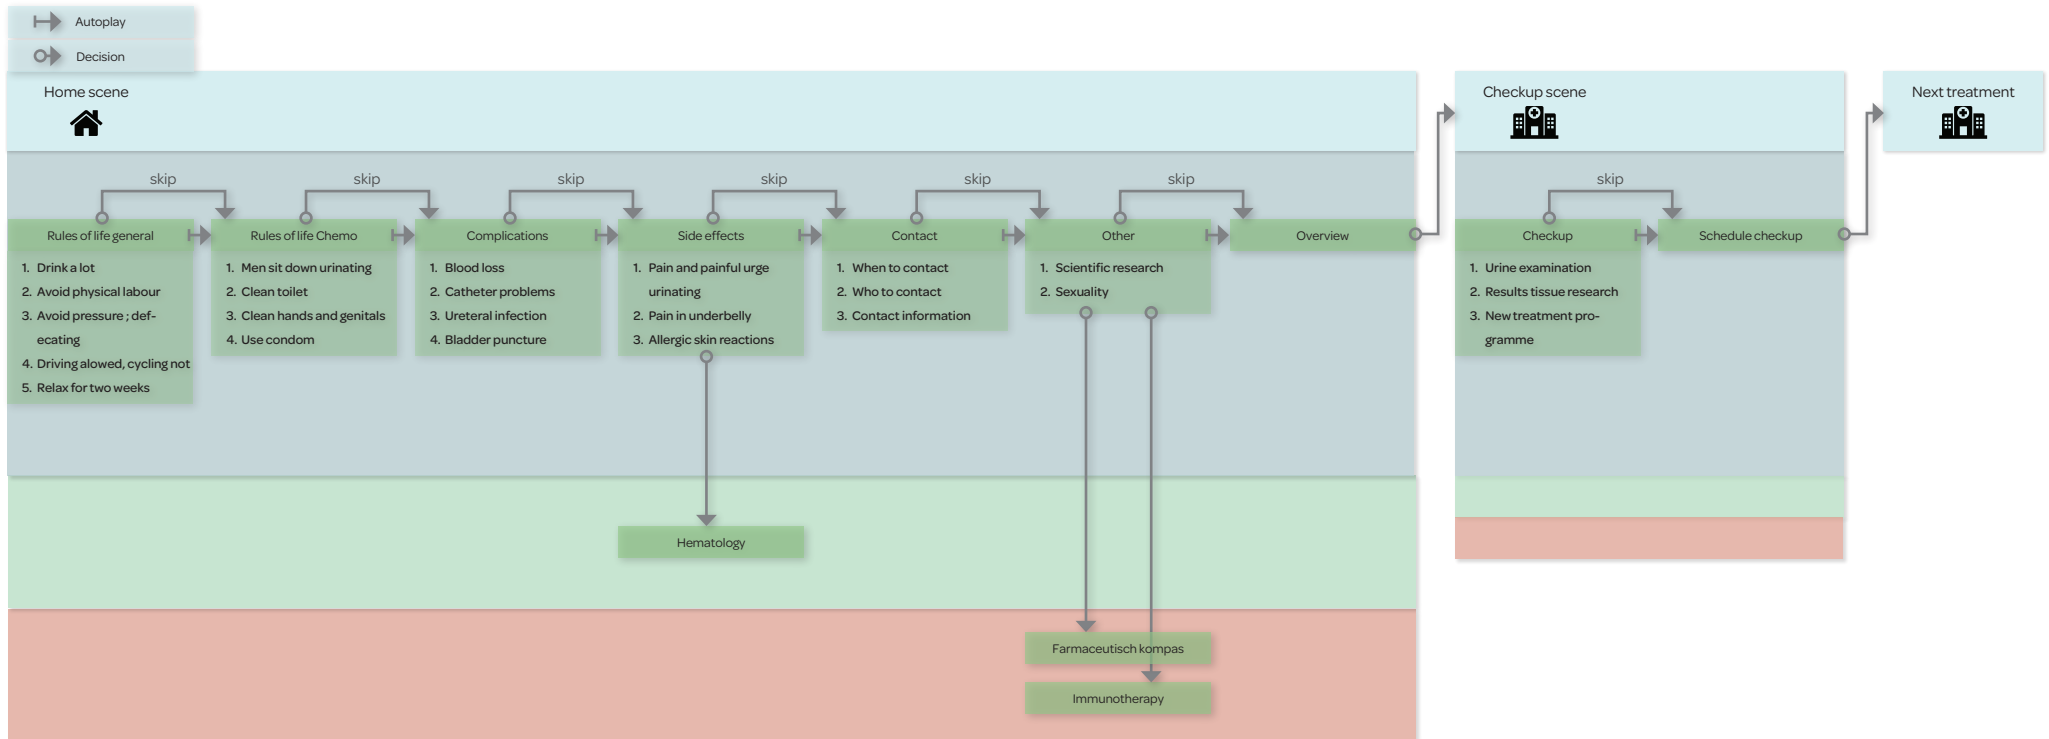 Autoplay
Decision
Home scene
Checkup scene
Next treatment
skip
skip
skip
skip
skip
skip
skip
Rules of life general
1. Drink a lot
2. Avoid physical labour
3. Avoid pressure ; def-
ecating
4. Driving alowed, cycling not
5. Relax for two weeks
Rules of life Chemo
1. Men sit down urinating
2. Clean toilet
3. Clean hands and genitals
4. Use condom
Complications
1. Blood loss
2. Catheter problems
3. Ureteral infection
4. Bladder puncture
Side effects
1. Pain and painful urge
urinating
2. Pain in underbelly
3. Allergic skin reactions
Contact
1. When to contact
2. Who to contact
3. Contact information
Other
1. Scientific research
2. Sexuality
Overview
Checkup
1. Urine examination
2. Results tissue research
3. New treatment pro-
gramme
Schedule checkup
Hematology
Farmaceutisch kompas
Immunotherapy